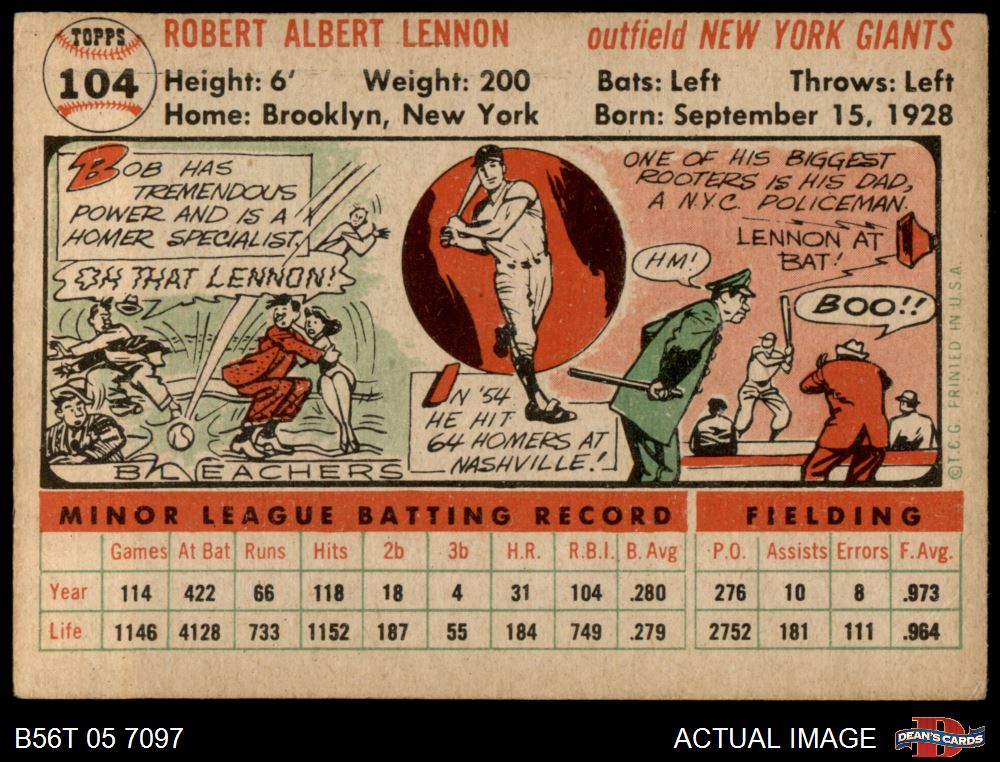 TOPPS
104
ROBERT ALBERT LENNON
outfield NEW YORK GIANTS
Height: 6' Weight: 200 Bats: Left Throws: Left
Home: Brooklyn, New York Born: September 15, 1928
BOB HAS
TREMENDOUS
POWER AND IS A
HOMER SPECIALIST.
OH THAT LENNON!
BLEACHERS
IN '54
HE HIT
64 HOMERS AT
NASHVILLE!
ONE OF HIS BIGGEST
ROOTERS IS HIS DAD,
A N.Y.C. POLICEMAN.
LENNON AT
BAT!
HM!
BOO!!
©T.C.G. PRINTED IN U.S.A.
MINOR LEAGUE BATTING RECORD FIELDING
Games At Bat Runs Hits 2b 3b H.R. R.B.I. B. Avg P.O. Assists Errors F. Avg.
Year 114 422 66 118 18 4 31 104 .280 276 10 8 .973
Life 1146 4128 733 1152 187 55 184 749 .279 2752 181 111 .964
B56T 05 7097 ACTUAL IMAGE
DEAN'S CARDS